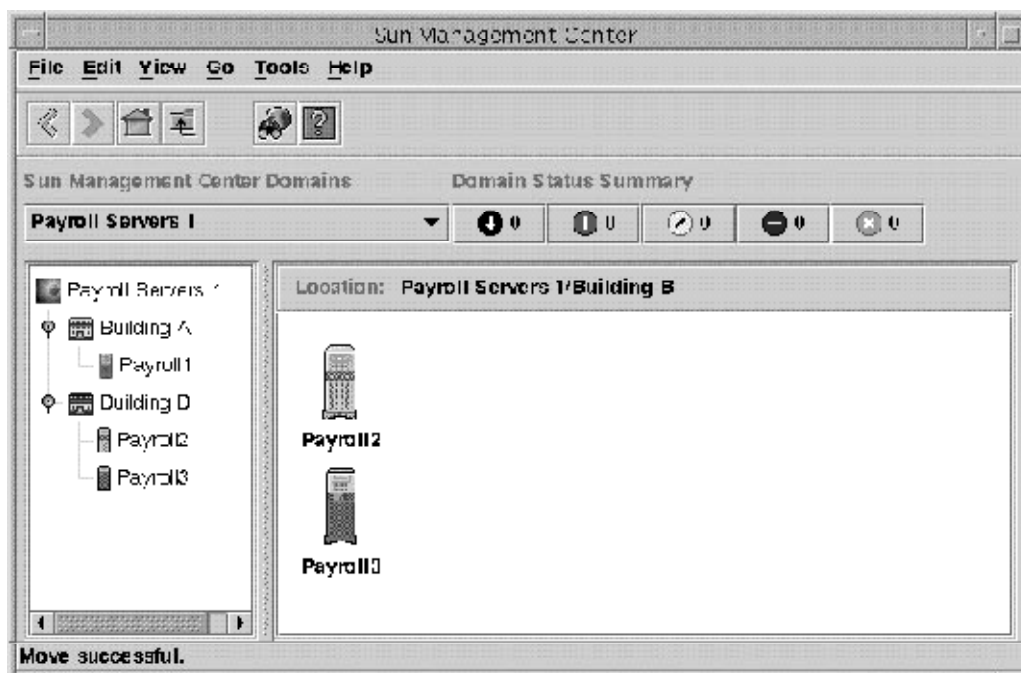 Sun Management Center
File Edit View Go Tools Help
Sun Management Center Domains
Domain Status Summary
Payroll Servers 1
0 0 0 0 0
Payroll Servers 1
Building A
Payroll1
Building B
Payroll2
Payroll3
Location: Payroll Servers 1/Building B
Payroll2
Payroll3
Move successful.